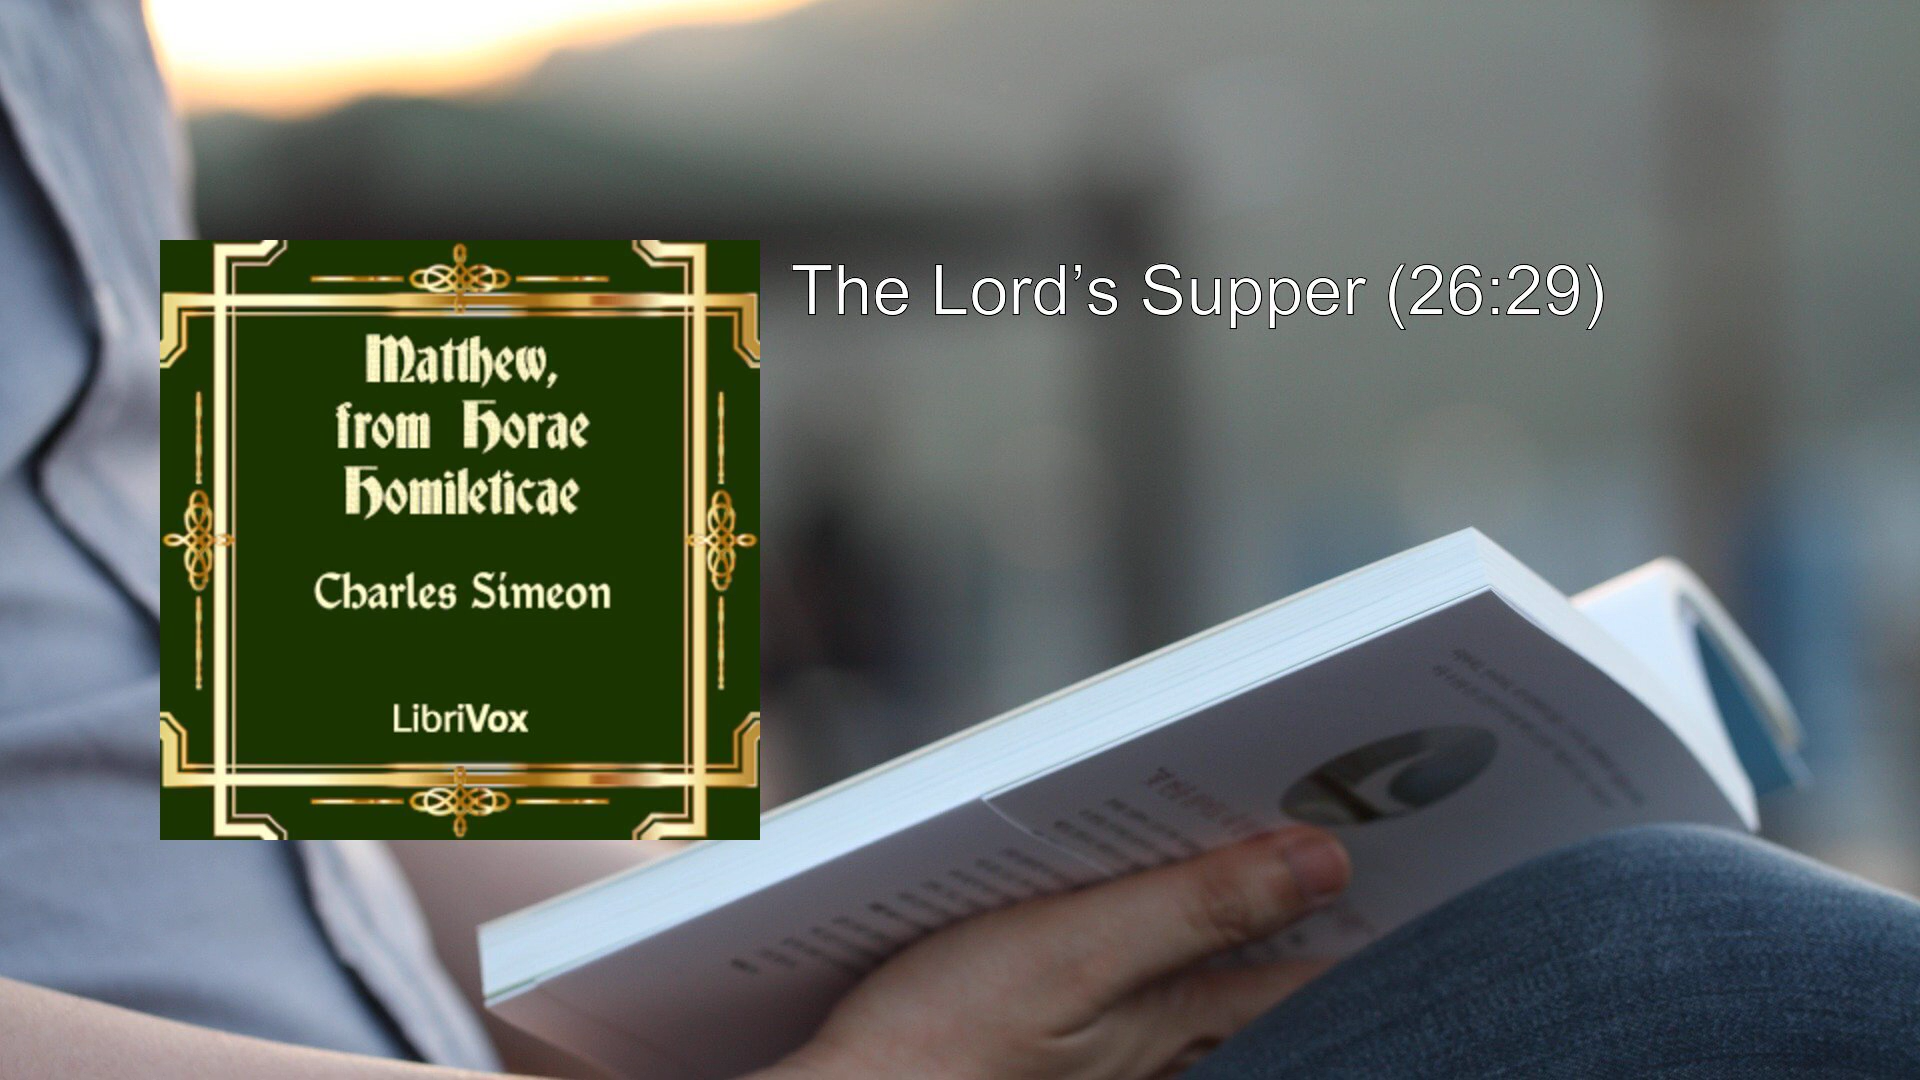 The Lord’s Supper (26:29)
Matthew,
from Horae
Homileticae
Charles Simeon
LibriVox